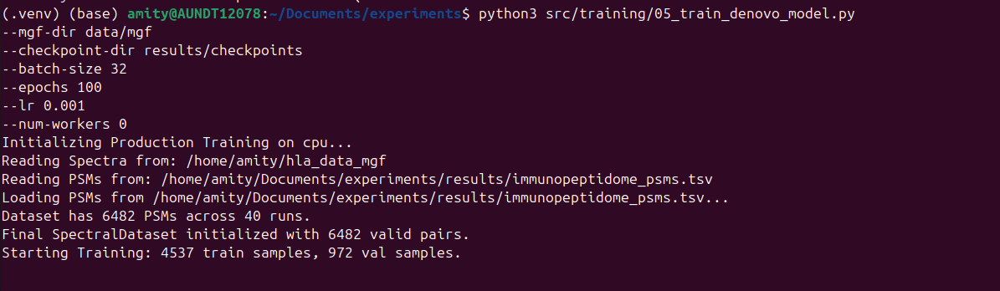 (.venv) (base) amity@AUNDT12078:~/Documents/experiments$ python3 src/training/05_train_denovo_model.py
--mgf-dir data/mgf
--checkpoint-dir results/checkpoints
--batch-size 32
--epochs 100
--lr 0.001
--num-workers 0
Initializing Production Training on cpu...
Reading Spectra from: /home/amity/hla_data_mgf
Reading PSMs from: /home/amity/Documents/experiments/results/immunopeptidome_psms.tsv
Loading PSMs from /home/amity/Documents/experiments/results/immunopeptidome_psms.tsv...
Dataset has 6482 PSMs across 40 runs.
Final SpectralDataset initialized with 6482 valid pairs.
Starting Training: 4537 train samples, 972 val samples.